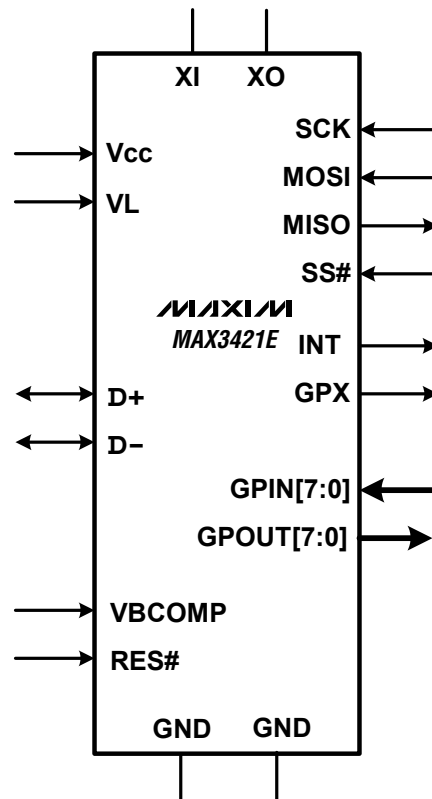 XI XO
SCK
Vcc
MOSI
VL
MISO
SS#
MAXIM
MAX3421E
INT
D+
GPX
D−
GPIN[7:0]
GPOUT[7:0]
VBCOMP
RES#
GND GND